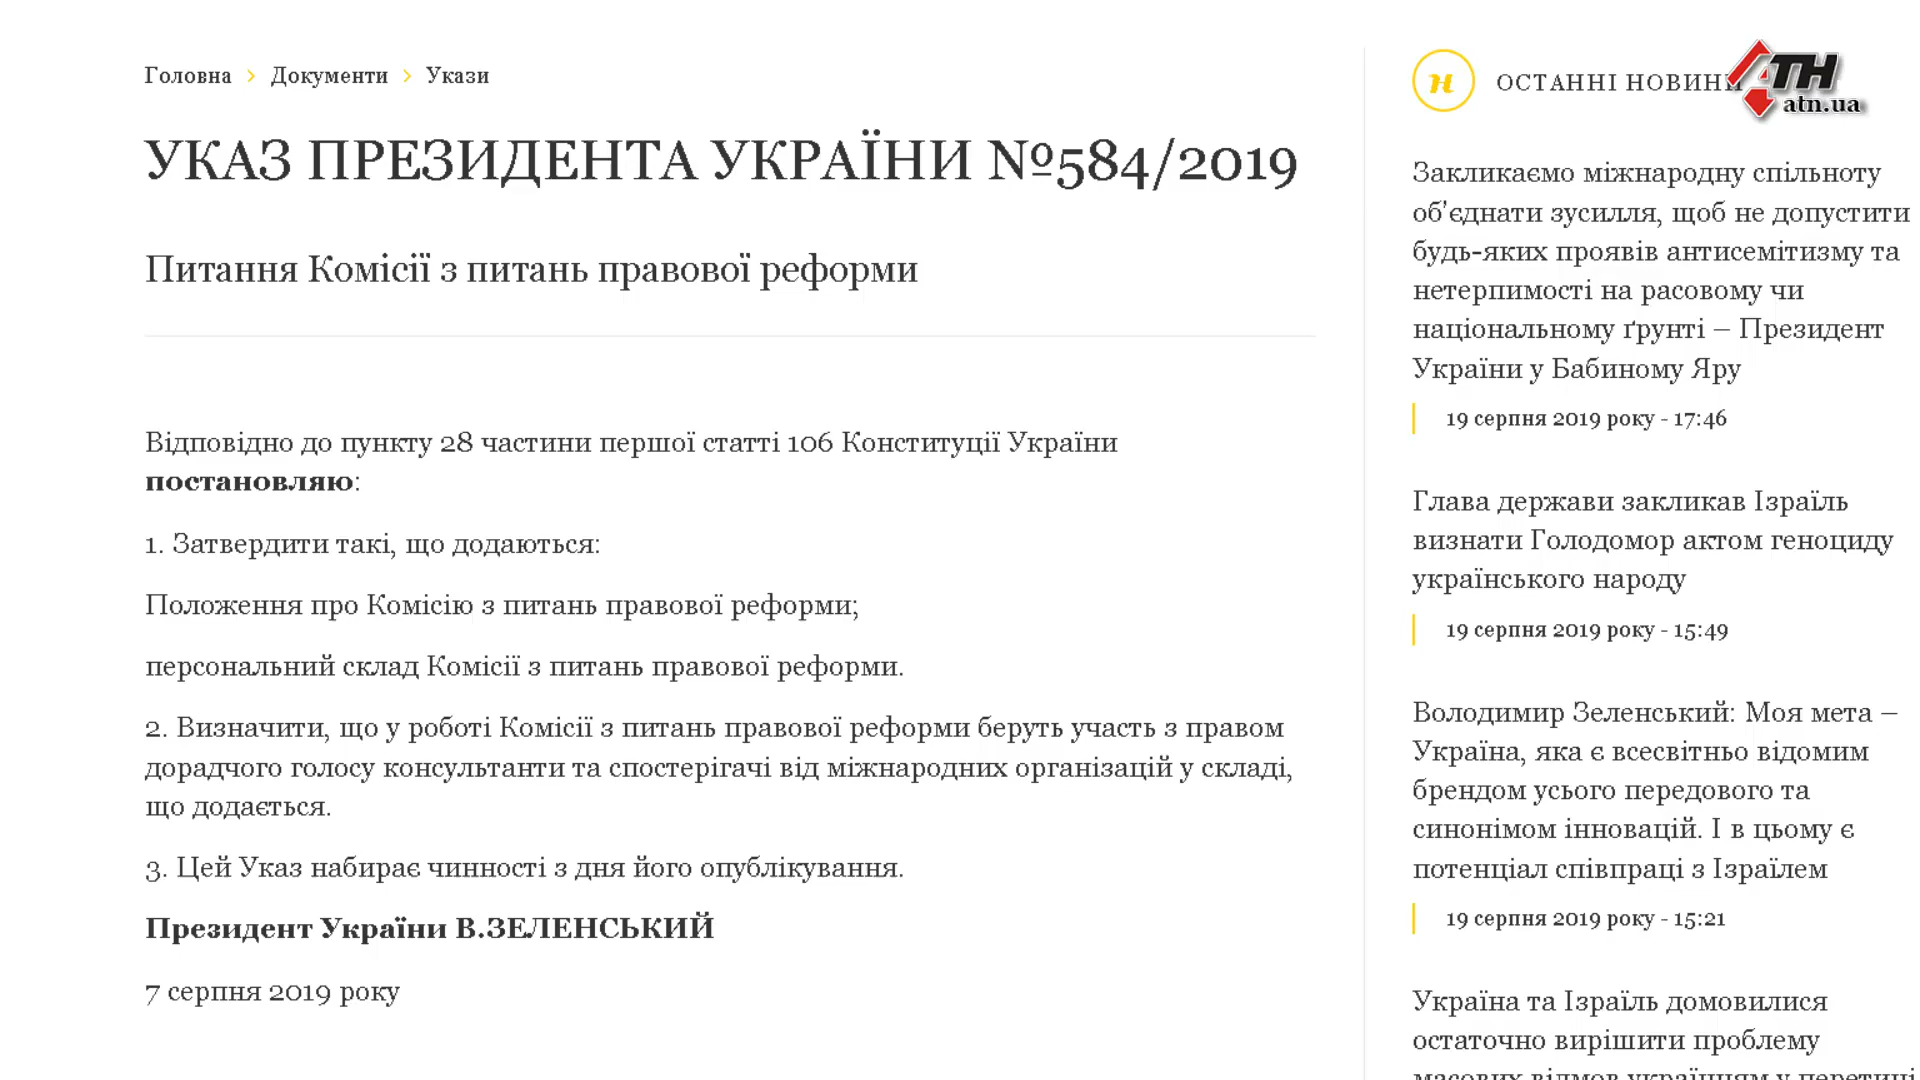 Головна > Документи > Укази
УКАЗ ПРЕЗИДЕНТА УКРАЇНИ №584/2019
Питання Комісії з питань правової реформи
Відповідно до пункту 28 частини першої статті 106 Конституції України
постановляю:
1. Затвердити такі, що додаються:
Положення про Комісію з питань правової реформи;
персональний склад Комісії з питань правової реформи.
2. Визначити, що у роботі Комісії з питань правової реформи беруть участь з правом
дорадчого голосу консультанти та спостерігачі від міжнародних організацій у складі,
що додається.
3. Цей Указ набирає чинності з дня його опублікування.
Президент України В.ЗЕЛЕНСЬКИЙ
7 серпня 2019 року
н ОСТАННІ НОВИНИ
АТН
atn.ua
Закликаємо міжнародну спільноту
об’єднати зусилля, щоб не допустити
будь-яких проявів антисемітизму та
нетерпимості на расовому чи
національному ґрунті – Президент
України у Бабиному Яру
19 серпня 2019 року - 17:46
Глава держави закликав Ізраїль
визнати Голодомор актом геноциду
українського народу
19 серпня 2019 року - 15:49
Володимир Зеленський: Моя мета –
Україна, яка є всесвітньо відомим
брендом усього передового та
синонімом інновацій. І в цьому є
потенціал співпраці з Ізраїлем
19 серпня 2019 року - 15:21
Україна та Ізраїль домовилися
остаточно вирішити проблему
масових відмов українцям у перетині